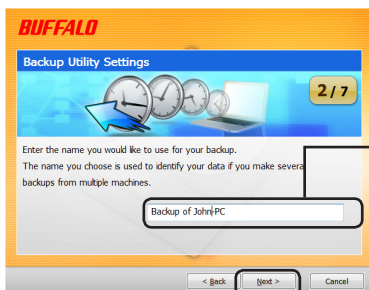 BUFFALO
Backup Utility Settings
2 / 7
Enter the name you would like to use for your backup.
The name you choose is used to identify your data if you make severa
backups from multiple machines.
Backup of John-PC
< Back
Next >
Cancel